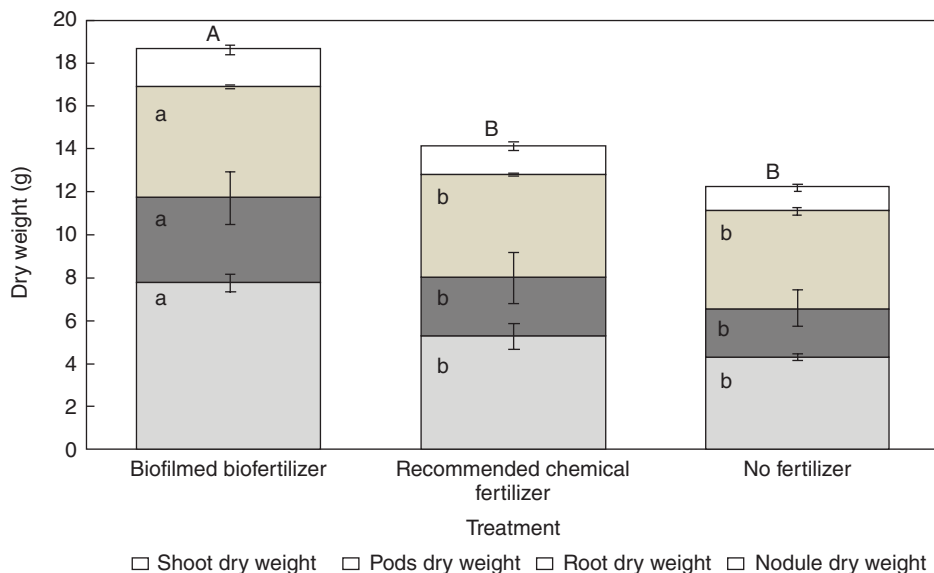 20
18
16
14
12
10
8
6
4
2
0
Dry weight (g)
A
a
a
a
B
b
b
b
B
b
b
b
Biofilmed biofertilizer
Recommended chemical
fertilizer
No fertilizer
Treatment
Shoot dry weight Pods dry weight Root dry weight Nodule dry weight